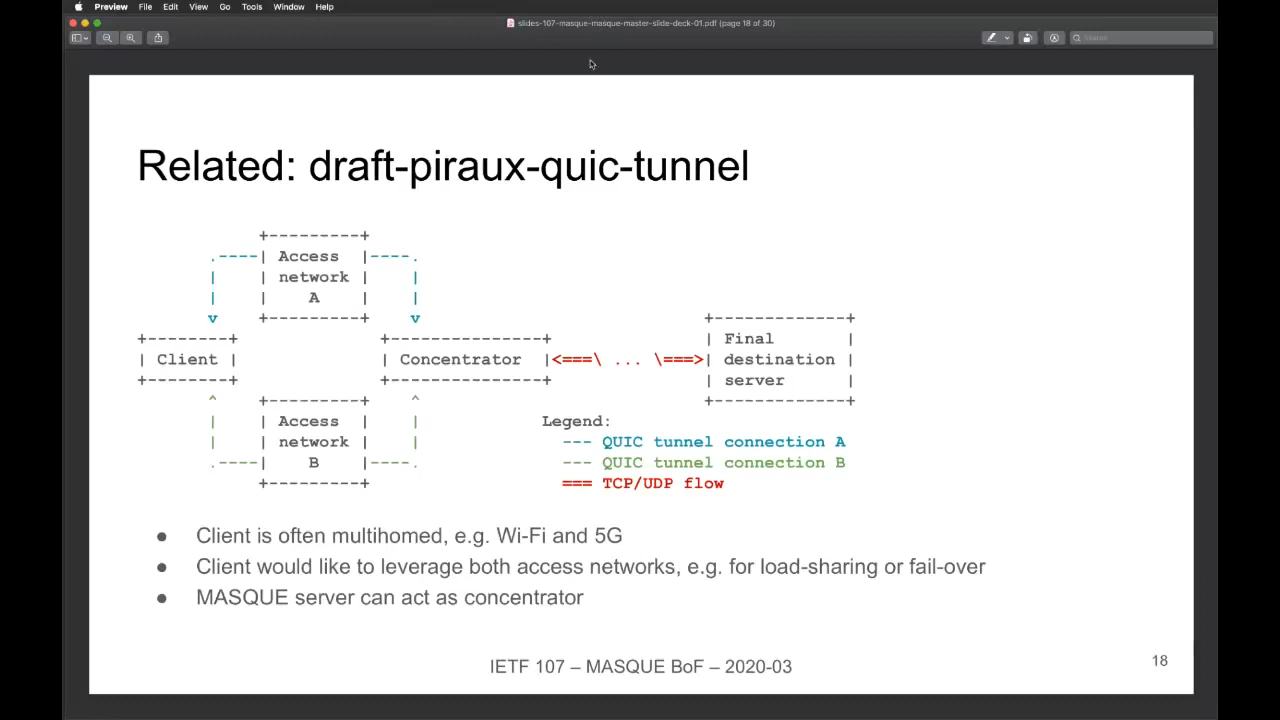 Preview File Edit View Go Tools Window Help
slides-107-masque-masque-master-slide-deck-01.pdf (page 18 of 30)
Search
Related: draft-piraux-quic-tunnel
+---------+
.----| Access |----.
| | network | |
| | A | |
v +---------+ v
+--------+ +---------------+ +-------------+
| Client | | Concentrator |<===\ ... \===>| Final destination server |
+--------+ +---------------+ +-------------+
^ +---------+ ^
| | Access | |
| | network | |
.----| B |----.
+---------+
Legend:
--- QUIC tunnel connection A
--- QUIC tunnel connection B
=== TCP/UDP flow
● Client is often multihomed, e.g. Wi-Fi and 5G
● Client would like to leverage both access networks, e.g. for load-sharing or fail-over
● MASQUE server can act as concentrator
IETF 107 – MASQUE BoF – 2020-03
18